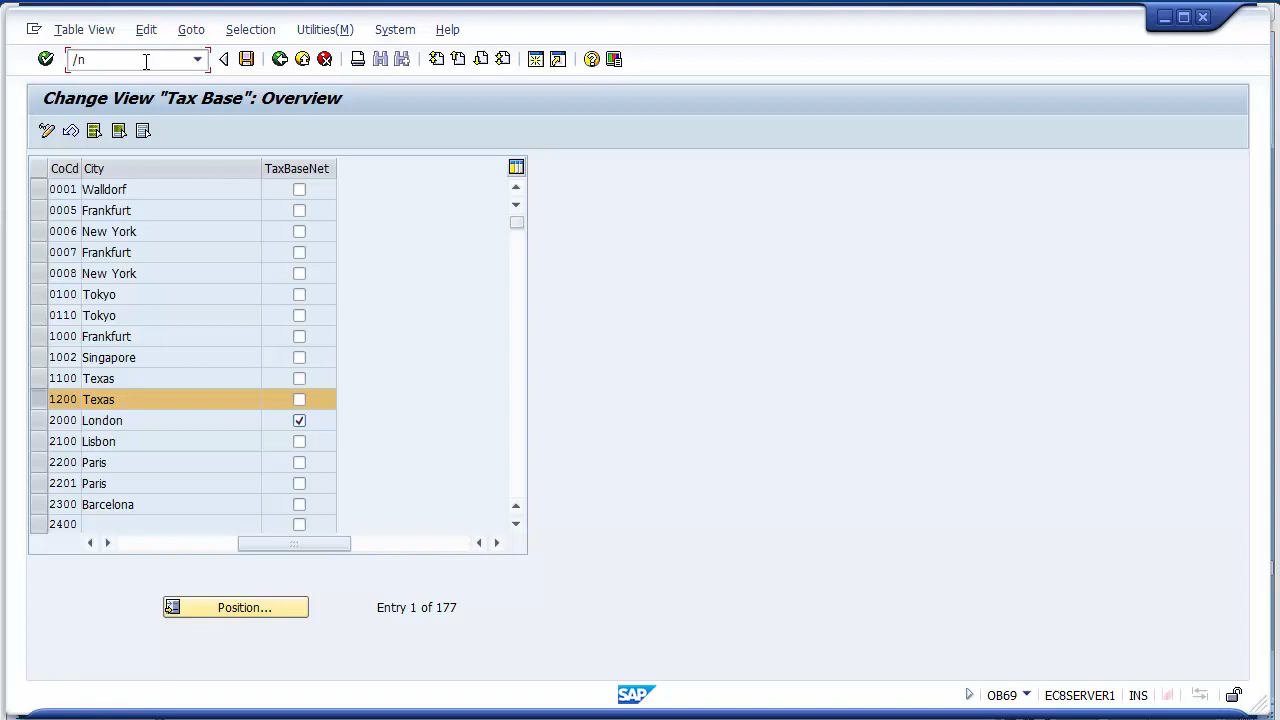 Table View Edit Goto Selection Utilities(M) System Help
/n
Change View "Tax Base": Overview
CoCd City TaxBaseNet
0001 Walldorf
0005 Frankfurt
0006 New York
0007 Frankfurt
0008 New York
0100 Tokyo
0110 Tokyo
1000 Frankfurt
1002 Singapore
1100 Texas
1200 Texas
2000 London
2100 Lisbon
2200 Paris
2201 Paris
2300 Barcelona
2400
Position... Entry 1 of 177
SAP OB69 ECBSERVER1 INS